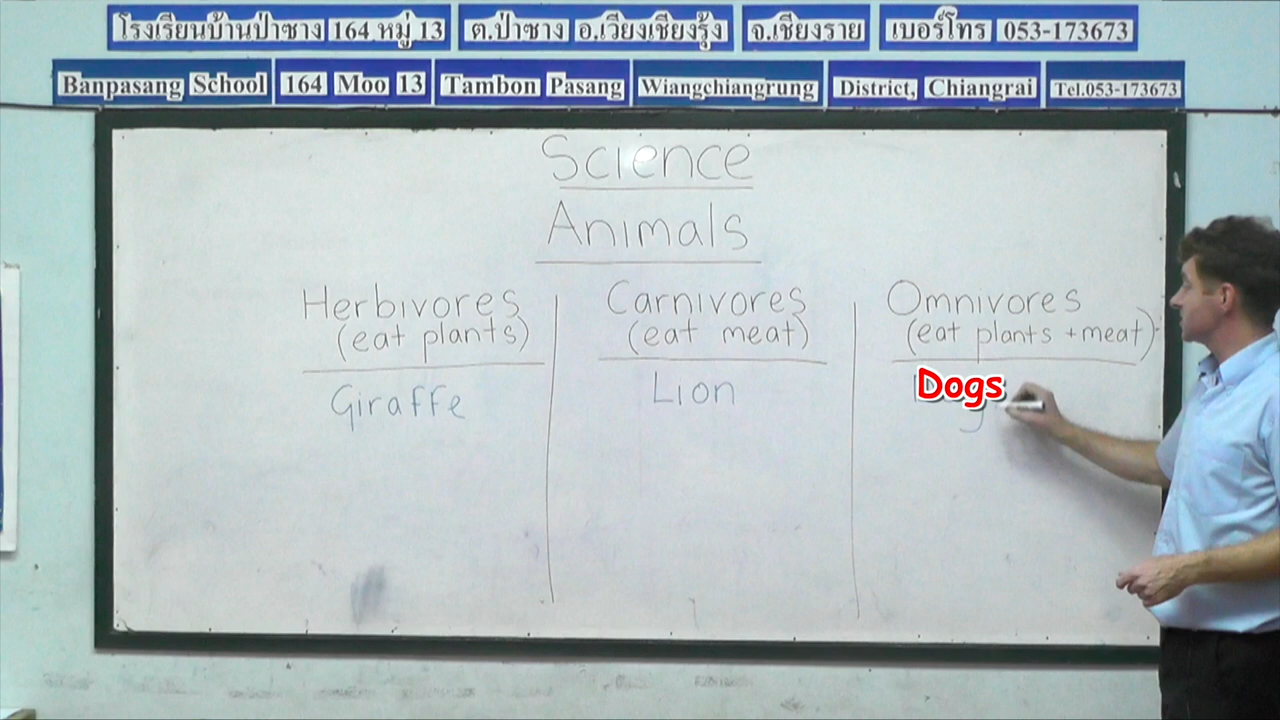 โรงเรียนบ้านป่าซาง 164 หมู่ 13 ต.ป่าซาง อ.เวียงเชียงรุ้ง จ.เชียงราย เบอร์โทร 053-173673
Banpasang School 164 Moo 13 Tambon Pasang Wiangchiangrung District, Chiangrai Tel.053-173673
Science
Animals
Herbivores
(eat plants)
Giraffe
Carnivores
(eat meat)
Lion
Omnivores
(eat plants + meat)
Dogs